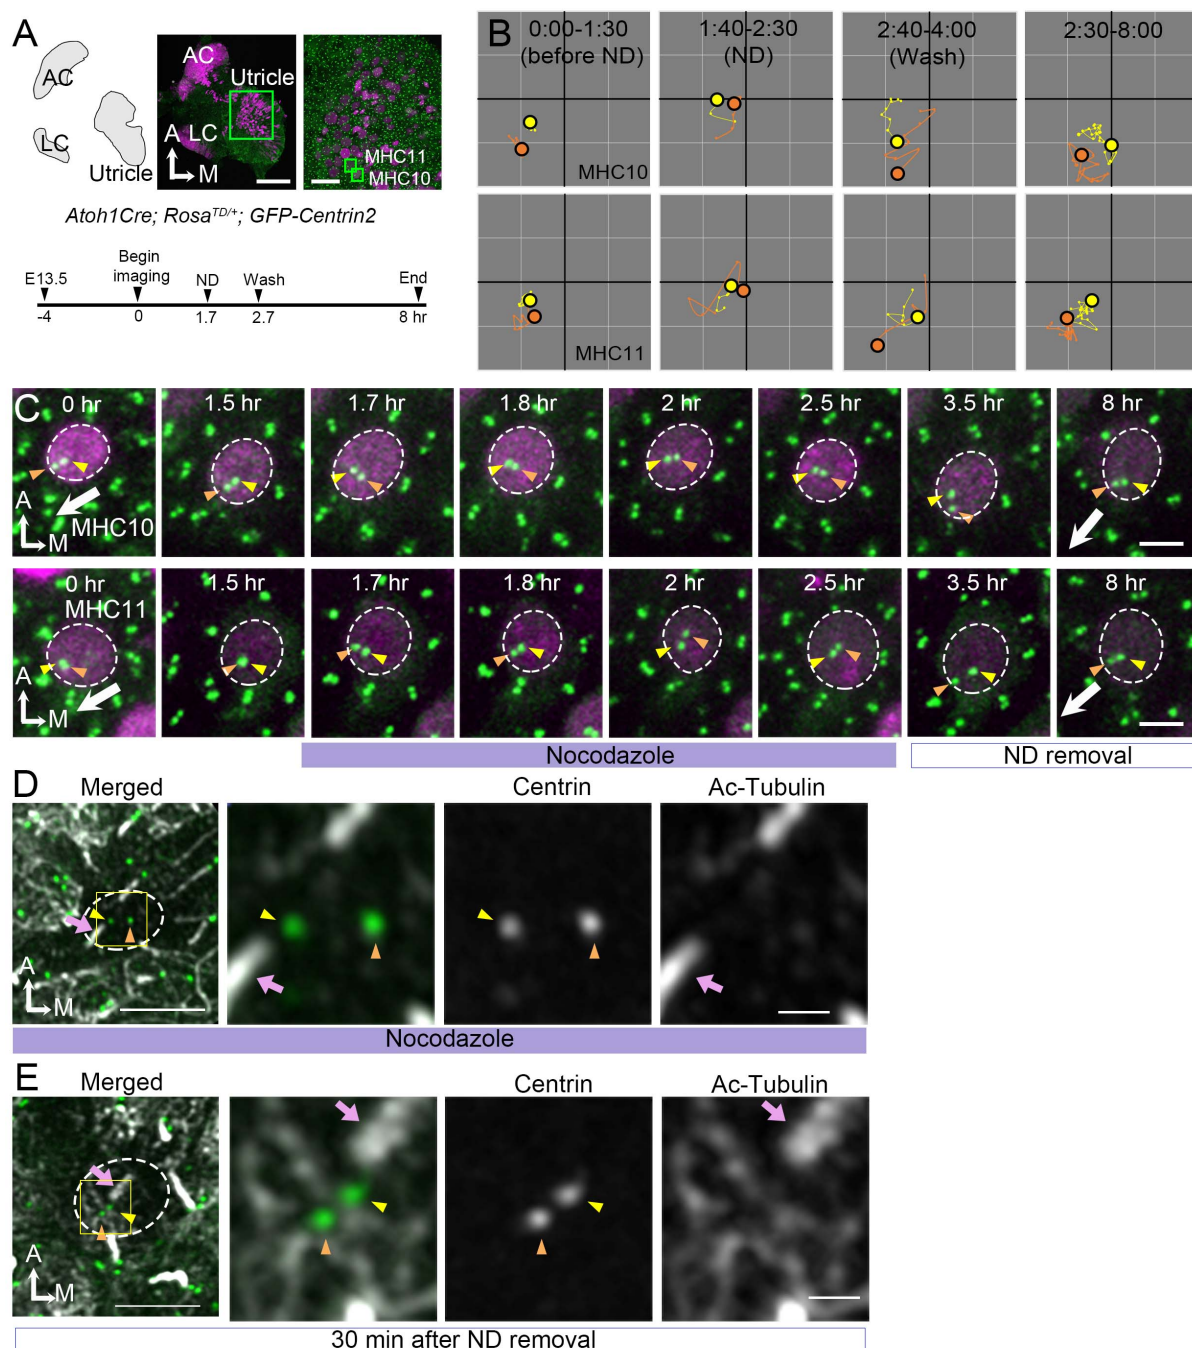 A
AC
LC
Utricle
AC
Utricle
A
LC
M
MHC11
MHC10
Atoh1Cre; Rosa^TD/+; GFP-Centrin2
E13.5
Begin
imaging
ND
Wash
End
-4
0
1.7
2.7
8 hr
B
0:00-1:30
(before ND)
1:40-2:30
(ND)
2:40-4:00
(Wash)
2:30-8:00
MHC10
MHC11
C
0 hr
1.5 hr
1.7 hr
1.8 hr
2 hr
2.5 hr
3.5 hr
8 hr
A
M
MHC10
0 hr
MHC11
1.5 hr
1.7 hr
1.8 hr
2 hr
2.5 hr
3.5 hr
8 hr
A
M
Nocodazole
ND removal
D
Merged
Centrin
Ac-Tubulin
A
M
Nocodazole
E
Merged
Centrin
Ac-Tubulin
A
M
30 min after ND removal